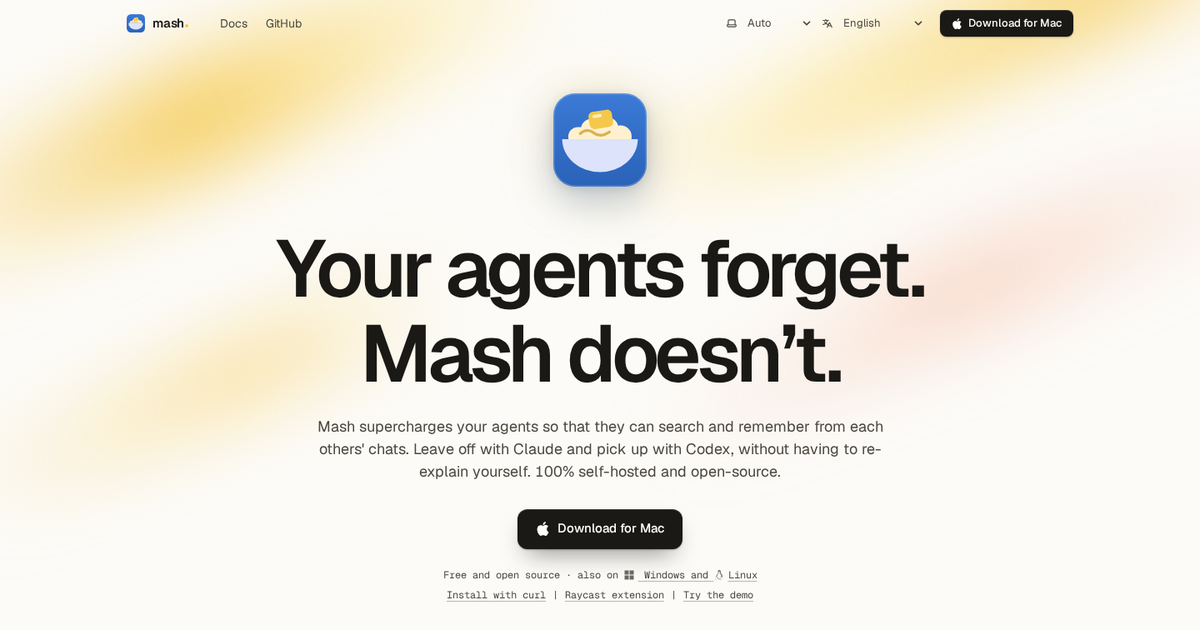 mash.
Docs
GitHub
Auto
English
Download for Mac
Your agents forget.
Mash doesn’t.
Mash supercharges your agents so that they can search and remember from each
others' chats. Leave off with Claude and pick up with Codex, without having to re-
explain yourself. 100% self-hosted and open-source.
Download for Mac
Free and open source · also on Windows and Linux
Install with curl | Raycast extension | Try the demo